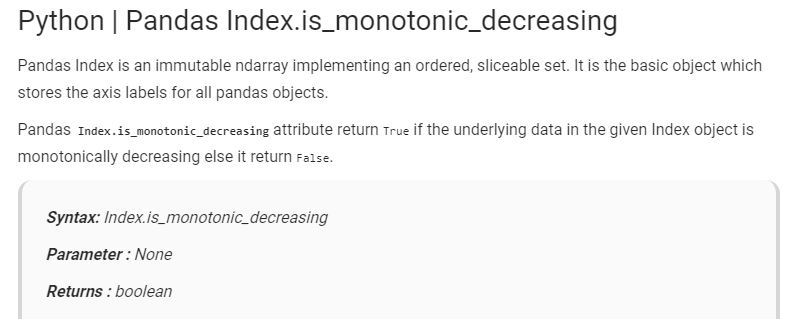 Python | Pandas Index.is_monotonic_decreasing
Pandas Index is an immutable ndarray implementing an ordered, sliceable set. It is the basic object which
stores the axis labels for all pandas objects.
Pandas Index.is_monotonic_decreasing attribute return True if the underlying data in the given Index object is
monotonically decreasing else it return False.
Syntax: Index.is_monotonic_decreasing
Parameter : None
Returns : boolean